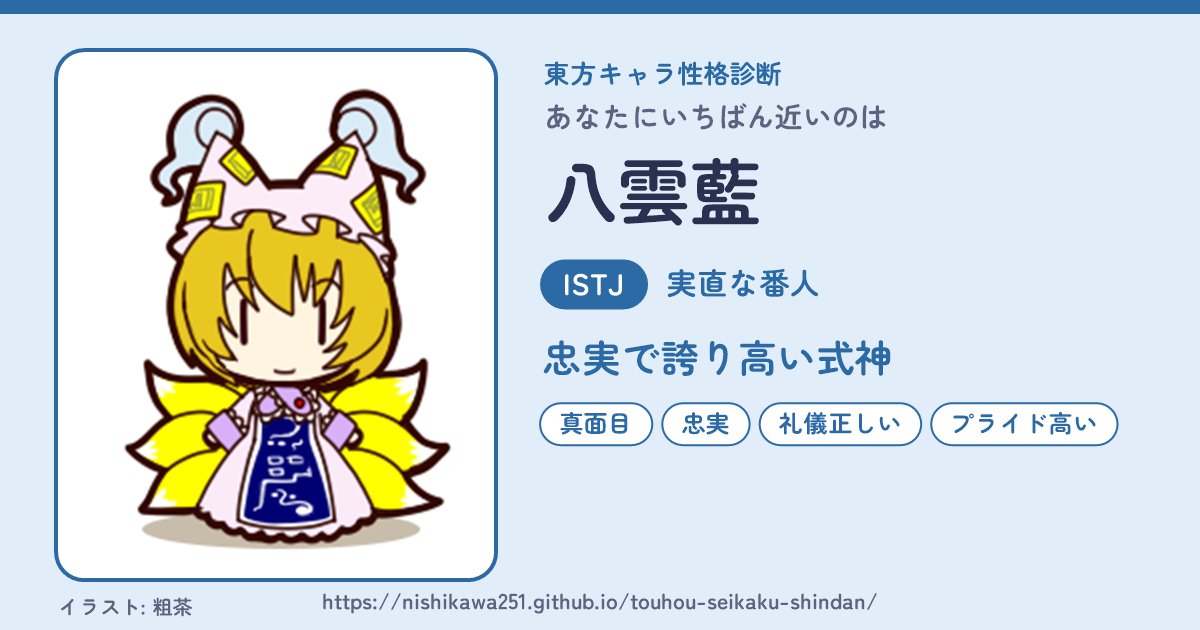 東方キャラ性格診断
あなたにいちばん近いのは
八雲藍
ISTJ 実直な番人
忠実で誇り高い式神
真面目 忠実 礼儀正しい プライド高い
イラスト: 粗茶
https://nishikawa251.github.io/touhou-seikaku-shindan/